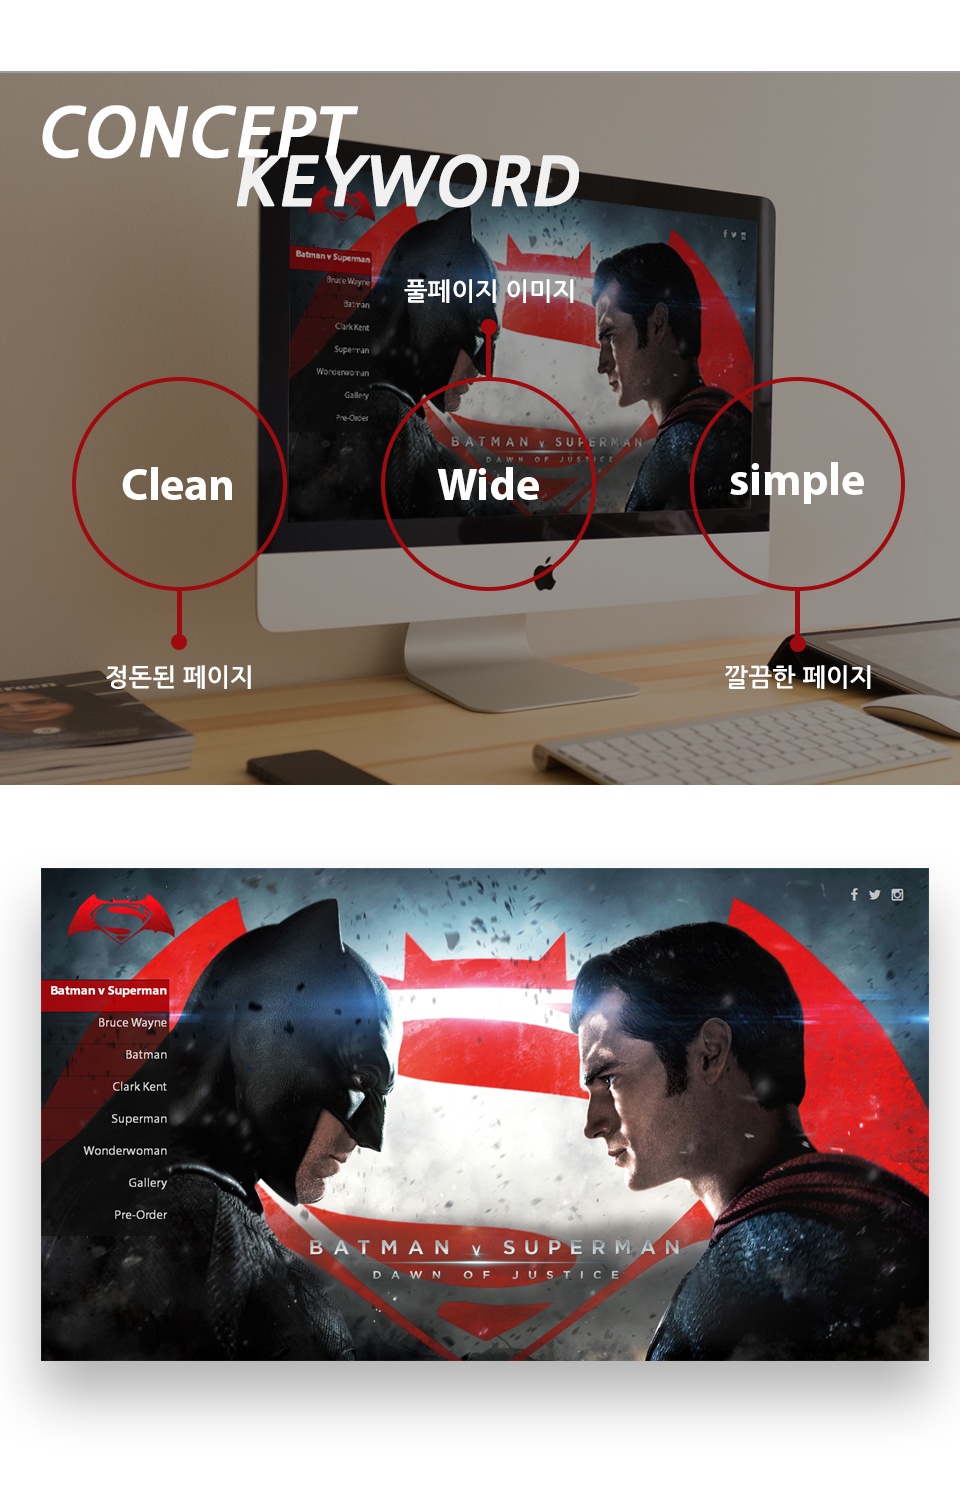 CONCEPT
KEYWORD
Batman v Superman
Bruce Wayne
Batman
Clark Kent
Superman
Wonderwoman
Gallery
Pre-Order
풀페이지 이미지
BATMAN v SUPERMAN
DAWN OF JUSTICE
Clean
Wide
simple
정돈된 페이지
깔끔한 페이지
Batman v Superman
Bruce Wayne
Batman
Clark Kent
Superman
Wonderwoman
Gallery
Pre-Order
BATMAN v SUPERMAN
DAWN OF JUSTICE